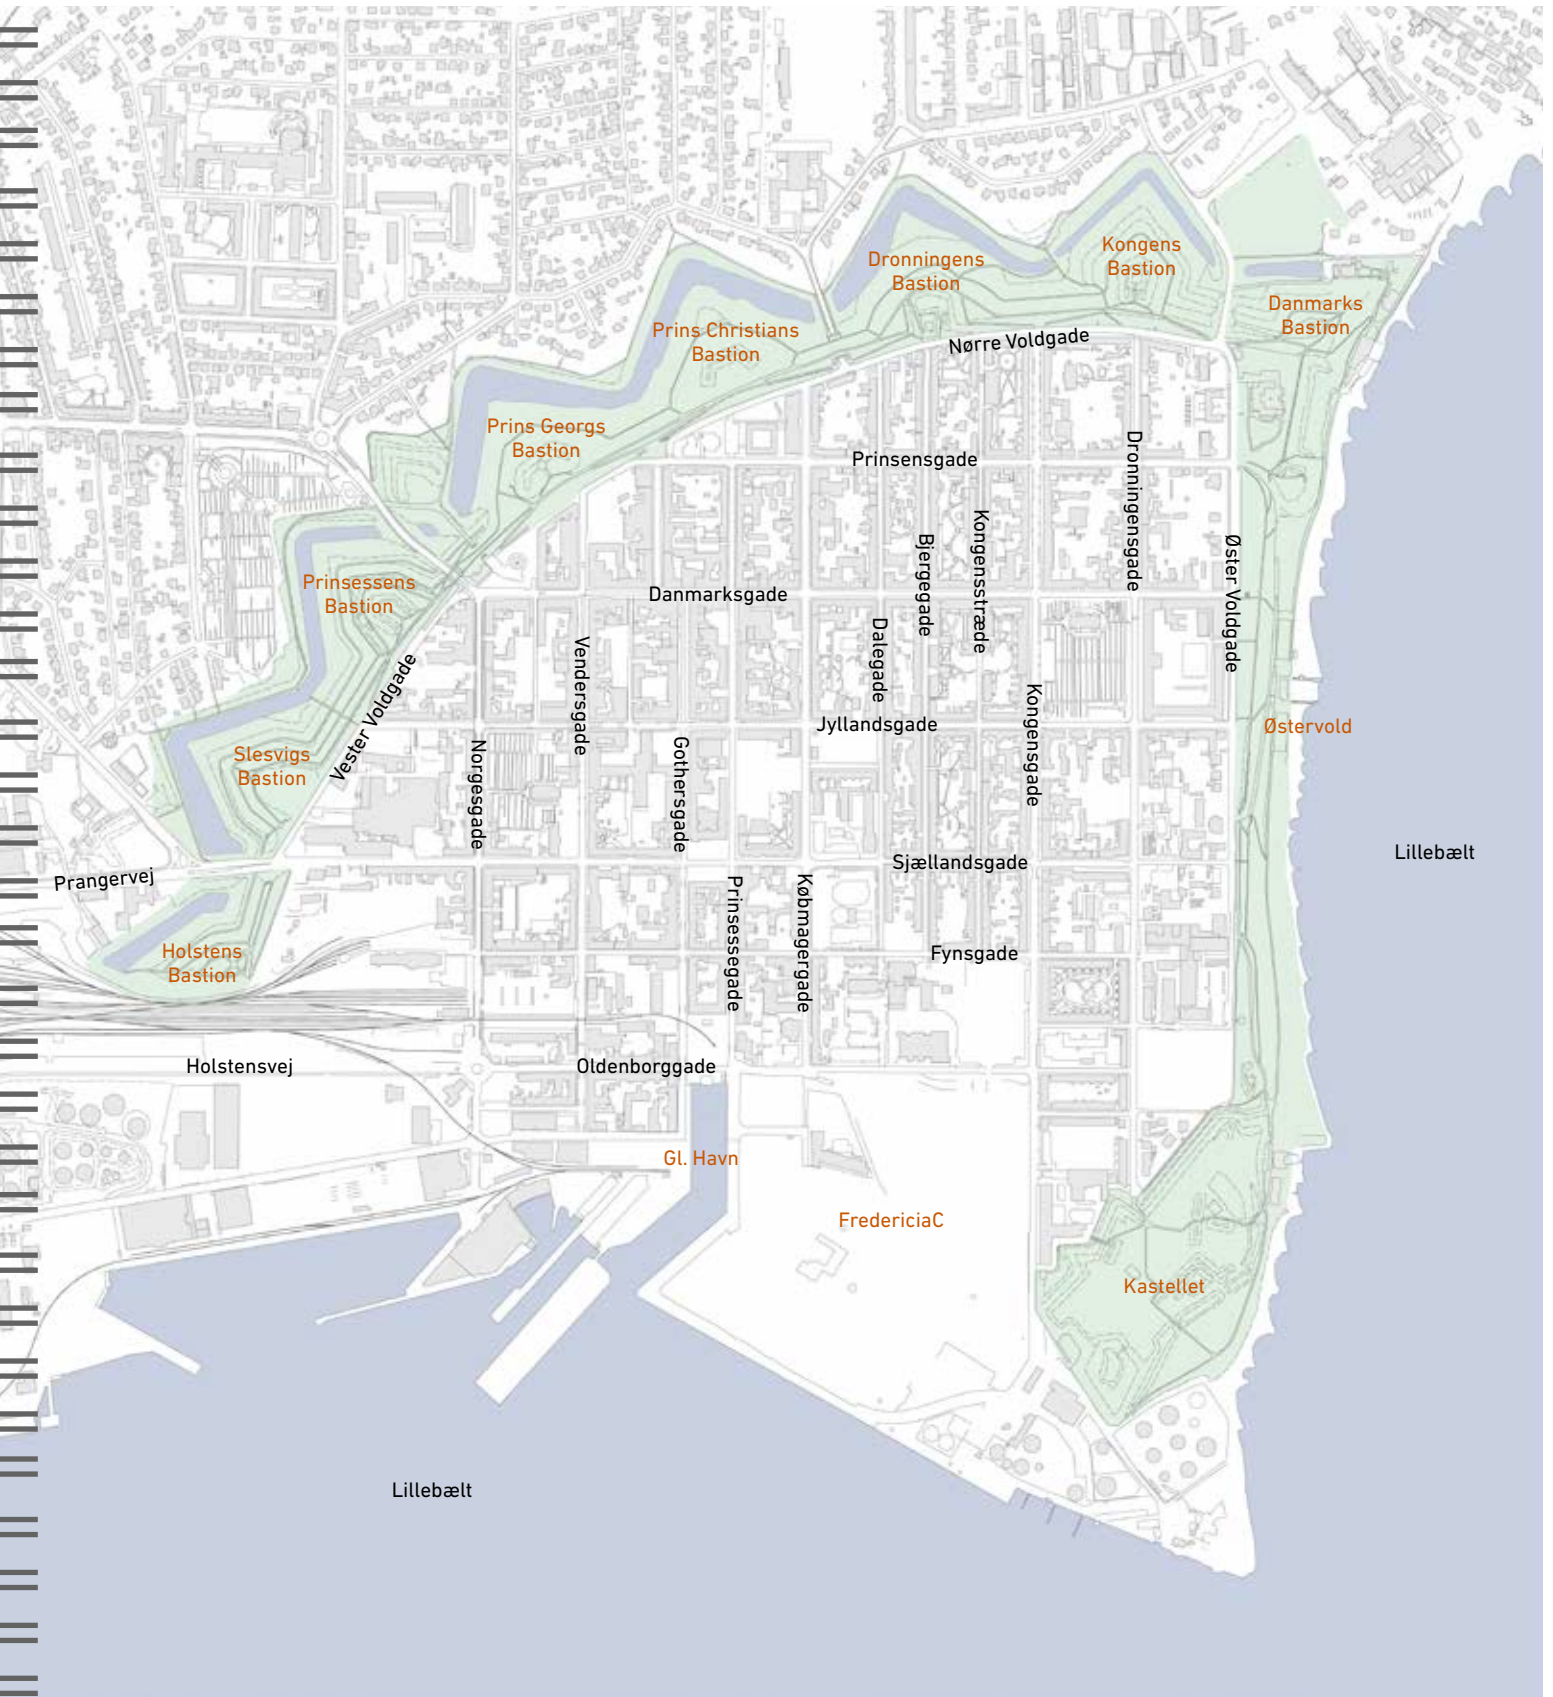 Kongens
Bastion
Dronningens
Bastion
Danmarks
Bastion
Prins Christians
Bastion
Nørre Voldgade
Prins Georgs
Bastion
Prinsensgade
Dronningensgade
Kongensstræde
Bjergegade
Øster Voldgade
Prinsessens
Bastion
Danmarksgade
Dalegade
Vendersgade
Vester Voldgade
Kongensgade
Jyllandsgade
Østervold
Slesvigs
Bastion
Norgesgade
Gothersgade
Lillebælt
Sjællandsgade
Prangervej
Prinsessegade
Købmagergade
Holstens
Bastion
Fynsgade
Holstensvej
Oldenborggade
Gl. Havn
FredericiaC
Kastellet
Lillebælt